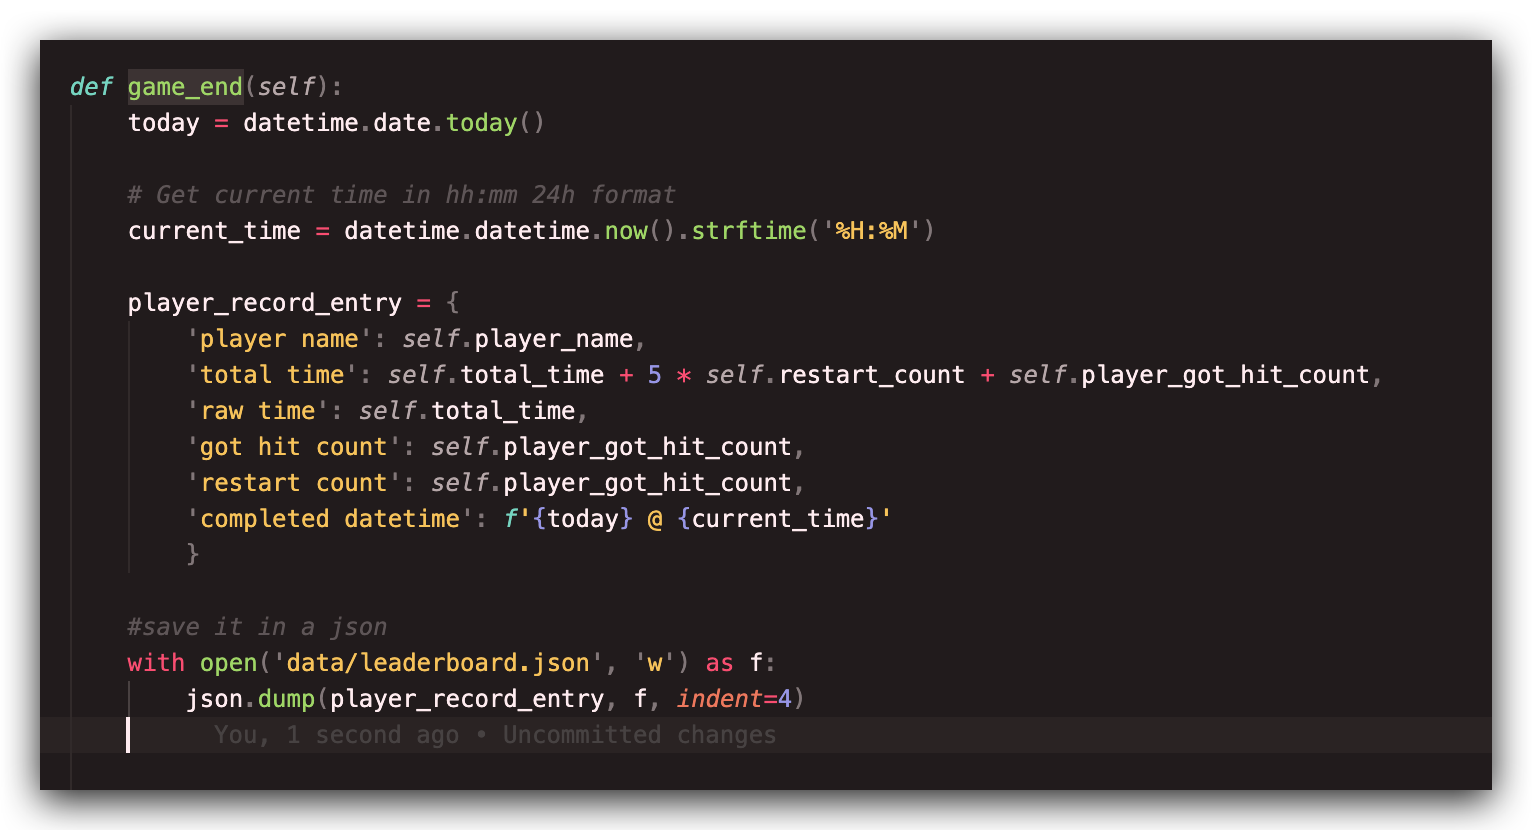 def game_end(self):
    today = datetime.date.today()

    # Get current time in hh:mm 24h format
    current_time = datetime.datetime.now().strftime('%H:%M')

    player_record_entry = {
        'player name': self.player_name,
        'total time': self.total_time + 5 * self.restart_count + self.player_got_hit_count,
        'raw time': self.total_time,
        'got hit count': self.player_got_hit_count,
        'restart count': self.player_got_hit_count,
        'completed datetime': f'{today} @ {current_time}'
        }

    #save it in a json
    with open('data/leaderboard.json', 'w') as f:
        json.dump(player_record_entry, f, indent=4)
          You, 1 second ago • Uncommitted changes